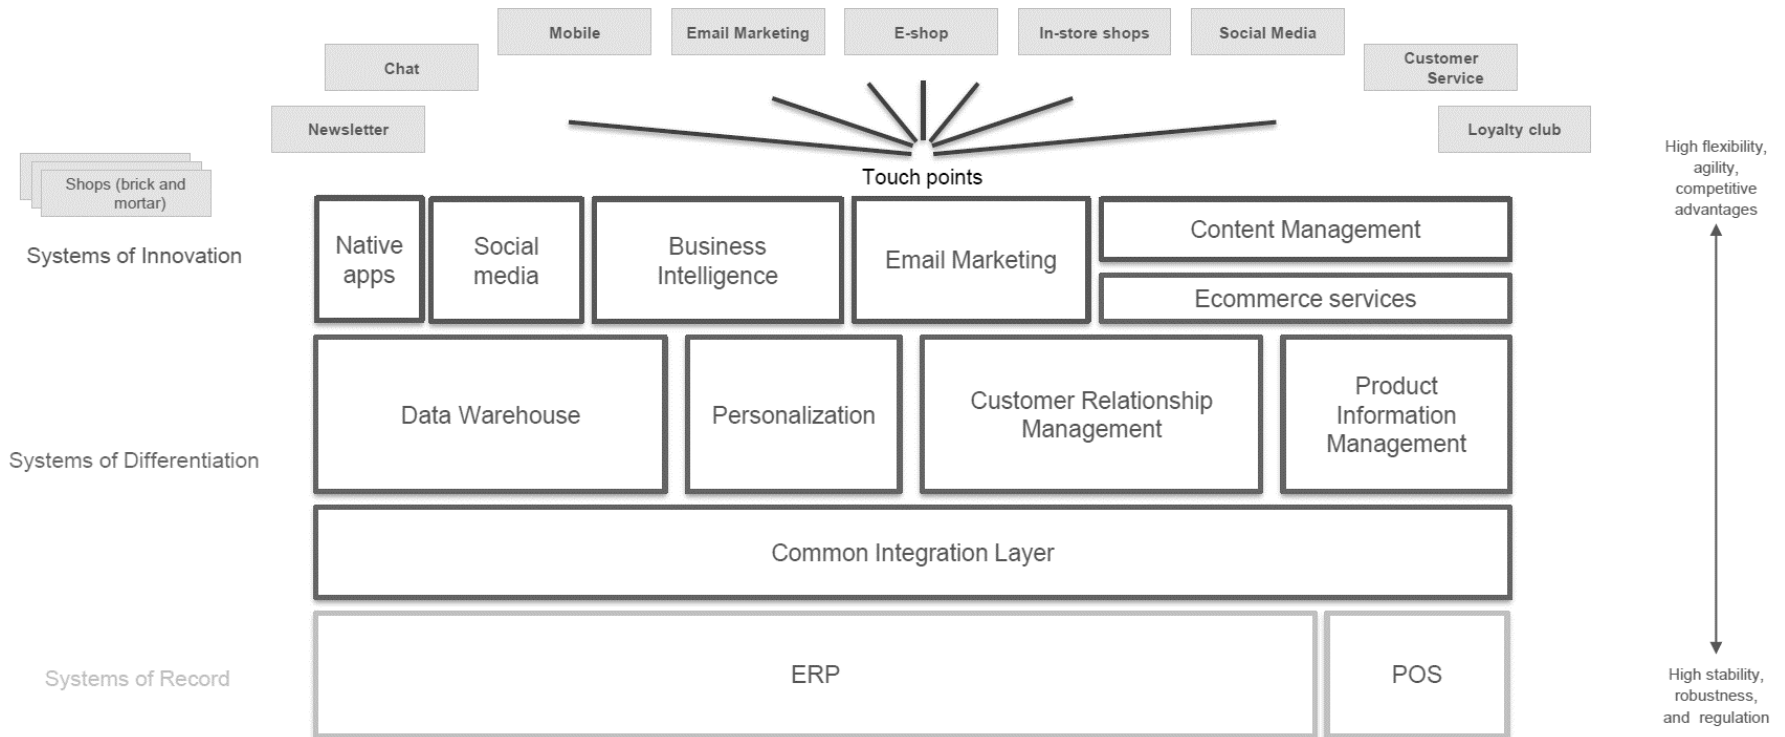 Mobile
Email Marketing
E-shop
In-store shops
Social Media
Chat
Customer
Service
Newsletter
Loyalty club
Shops (brick and
mortar)
Touch points
High flexibility,
agility,
competitive
advantages
Systems of Innovation
Native
apps
Social
media
Business
Intelligence
Email Marketing
Content Management
Ecommerce services
Systems of Differentiation
Data Warehouse
Personalization
Customer Relationship
Management
Product
Information
Management
Common Integration Layer
Systems of Record
ERP
POS
High stability,
robustness,
and regulation